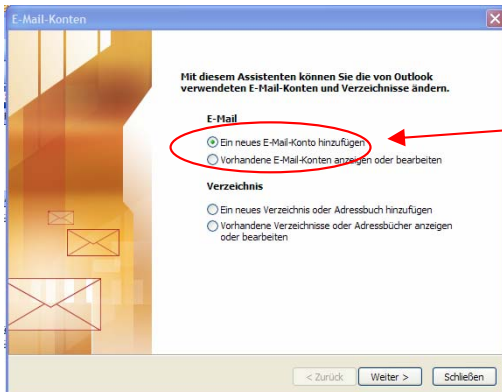 E-Mail-Konten
Mit diesem Assistenten können Sie die von Outlook
verwendeten E-Mail-Konten und Verzeichnisse ändern.
E-Mail
Ein neues E-Mail-Konto hinzufügen
Vorhandene E-Mail-Konten anzeigen oder bearbeiten
Verzeichnis
Ein neues Verzeichnis oder Adressbuch hinzufügen
Vorhandene Verzeichnisse oder Adressbücher anzeigen
oder bearbeiten
< Zurück
Weiter >
Schließen